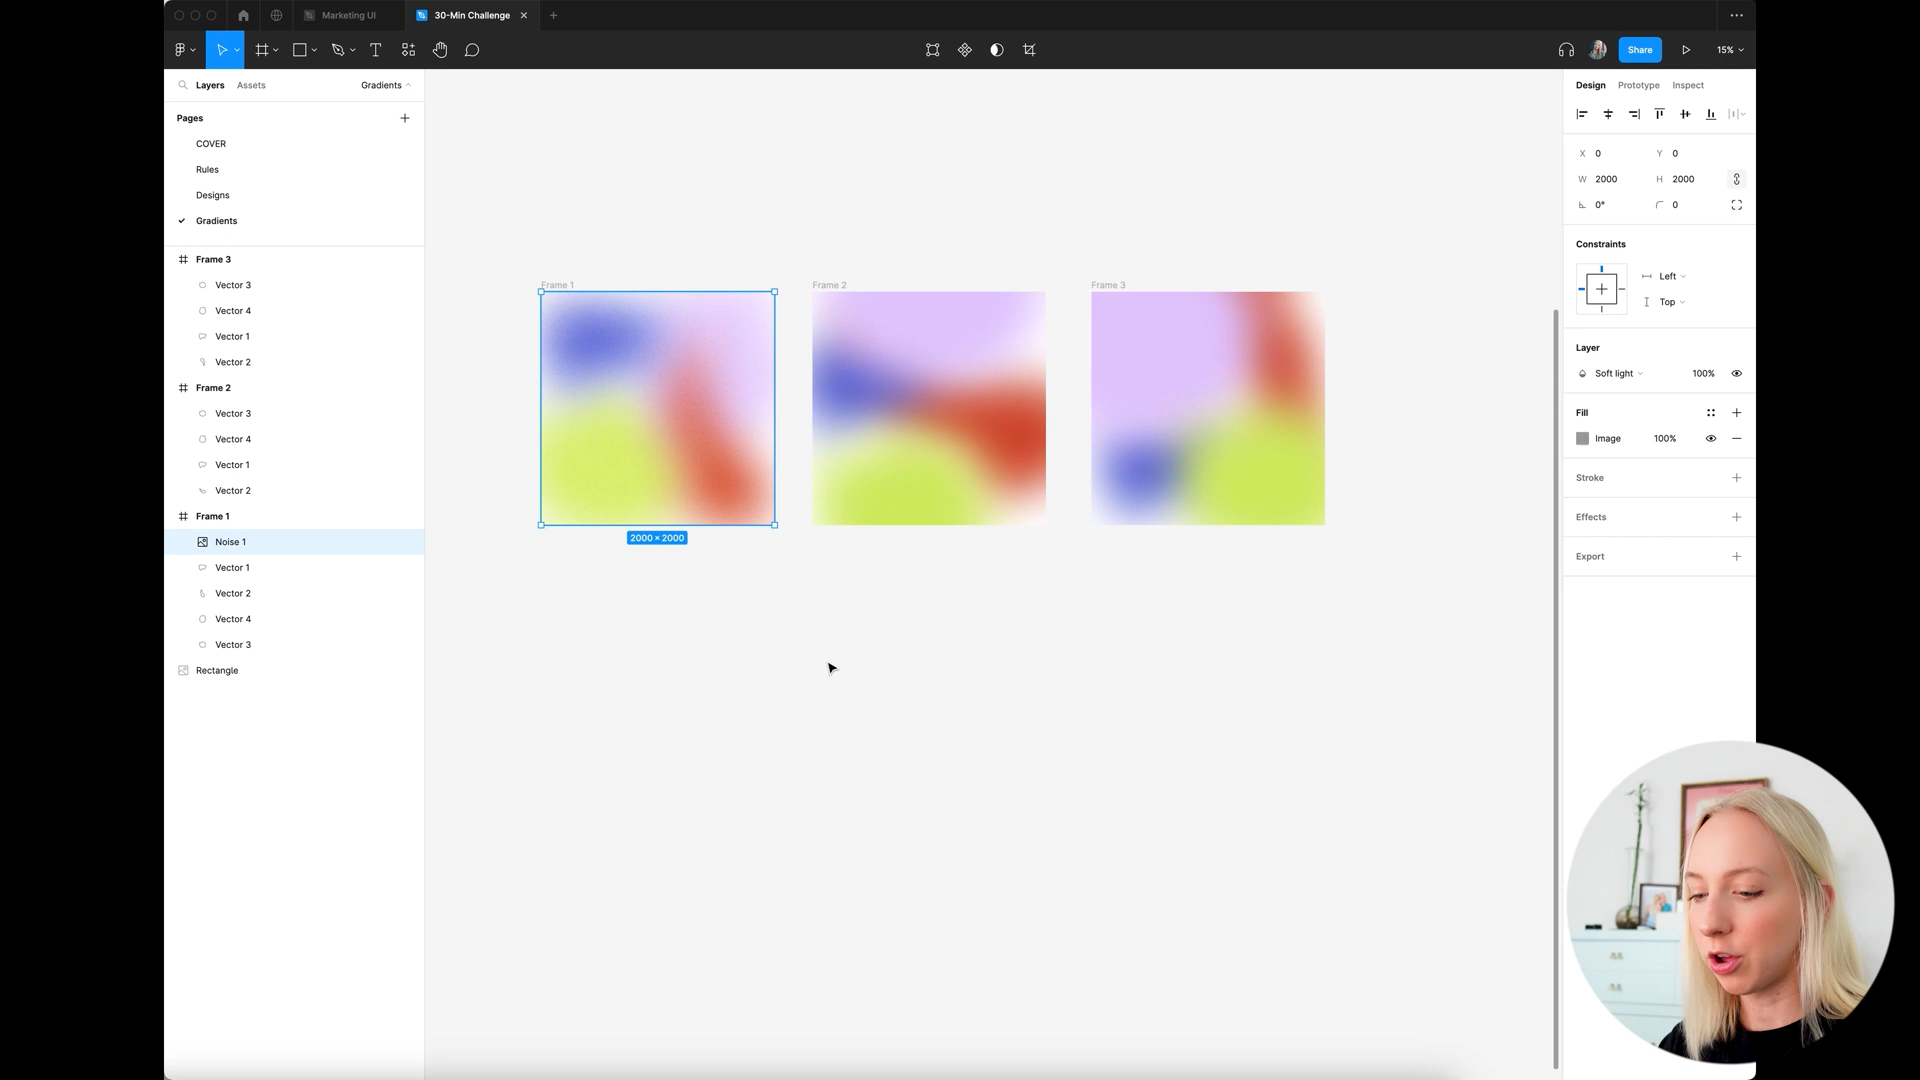 Marketing UI
30-Min Challenge
Share
15%
Layers
Assets
Gradients
Pages
COVER
Rules
Designs
Gradients
Frame 3
Vector 3
Vector 4
Vector 1
Vector 2
Frame 2
Vector 3
Vector 4
Vector 1
Vector 2
Frame 1
Noise 1
Vector 1
Vector 2
Vector 4
Vector 3
Rectangle
Frame 1
Frame 2
Frame 3
2000 × 2000
Design
Prototype
Inspect
X 0
Y 0
W 2000
H 2000
0°
0
Constraints
Left
Top
Layer
Soft light
100%
Fill
Image
100%
Stroke
Effects
Export